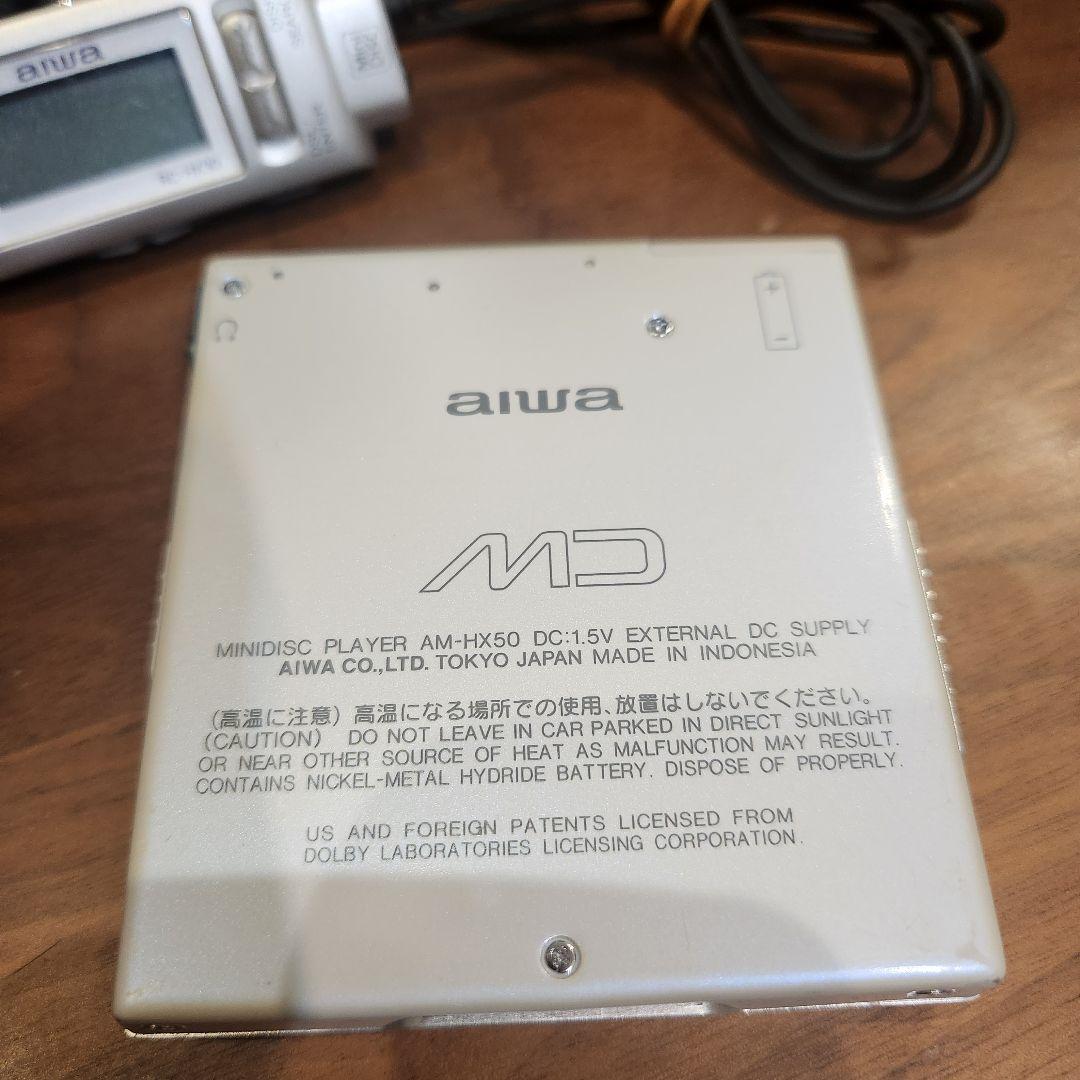 aiwa
C
+
-
aiwa
MD
MINIDISC PLAYER AM-HX50 DC:1.5V EXTERNAL DC SUPPLY
AIWA CO.,LTD. TOKYO JAPAN MADE IN INDONESIA
(高温に注意) 高温になる場所での使用、放置はしないでください。
(CAUTION) DO NOT LEAVE IN CAR PARKED IN DIRECT SUNLIGHT
OR NEAR OTHER SOURCE OF HEAT AS MALFUNCTION MAY RESULT.
CONTAINS NICKEL-METAL HYDRIDE BATTERY. DISPOSE OF PROPERLY.
US AND FOREIGN PATENTS LICENSED FROM
DOLBY LABORATORIES LICENSING CORPORATION.